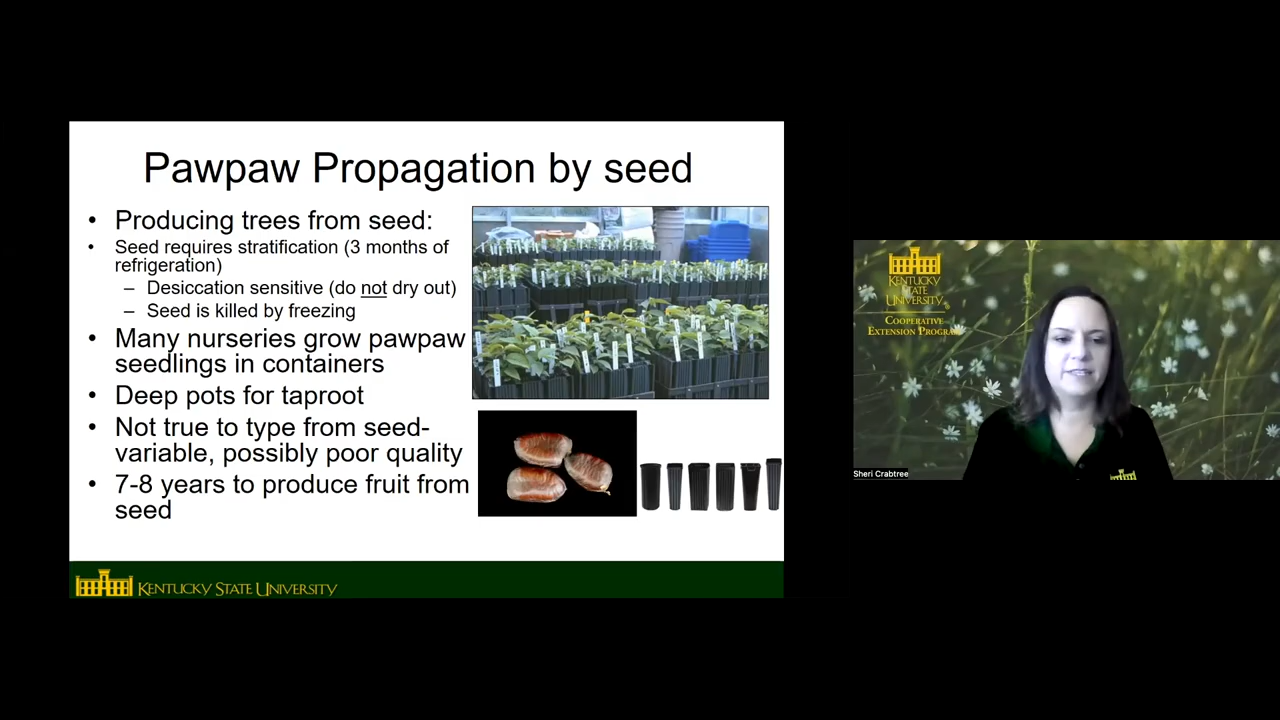 Pawpaw Propagation by seed
• Producing trees from seed:
• Seed requires stratification (3 months of
refrigeration)
– Desiccation sensitive (do not dry out)
– Seed is killed by freezing
• Many nurseries grow pawpaw
seedlings in containers
• Deep pots for taproot
• Not true to type from seed-
variable, possibly poor quality
• 7-8 years to produce fruit from
seed
KENTUCKY STATE UNIVERSITY
KENTUCKY
STATE
UNIVERSITY
COOPERATIVE
EXTENSION PROGRA
Sheri Crabtree